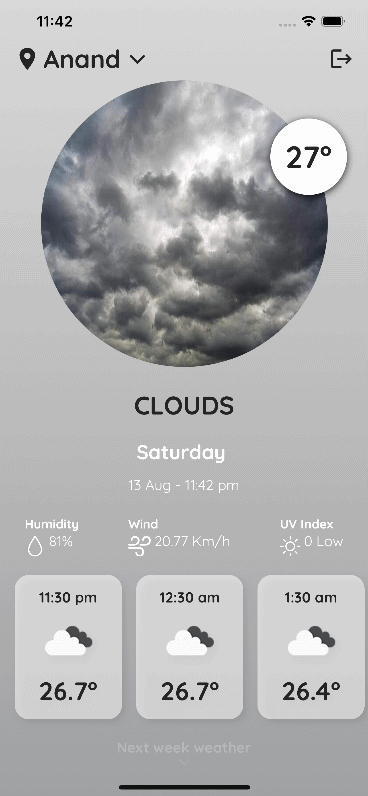 11:42
Anand
27°
CLOUDS
Saturday
13 Aug - 11:42 pm
Humidity Wind UV Index
81% 20.77 Km/h 0 Low
11:30 pm 12:30 am 1:30 am
26.7° 26.7° 26.4°
Next week weather